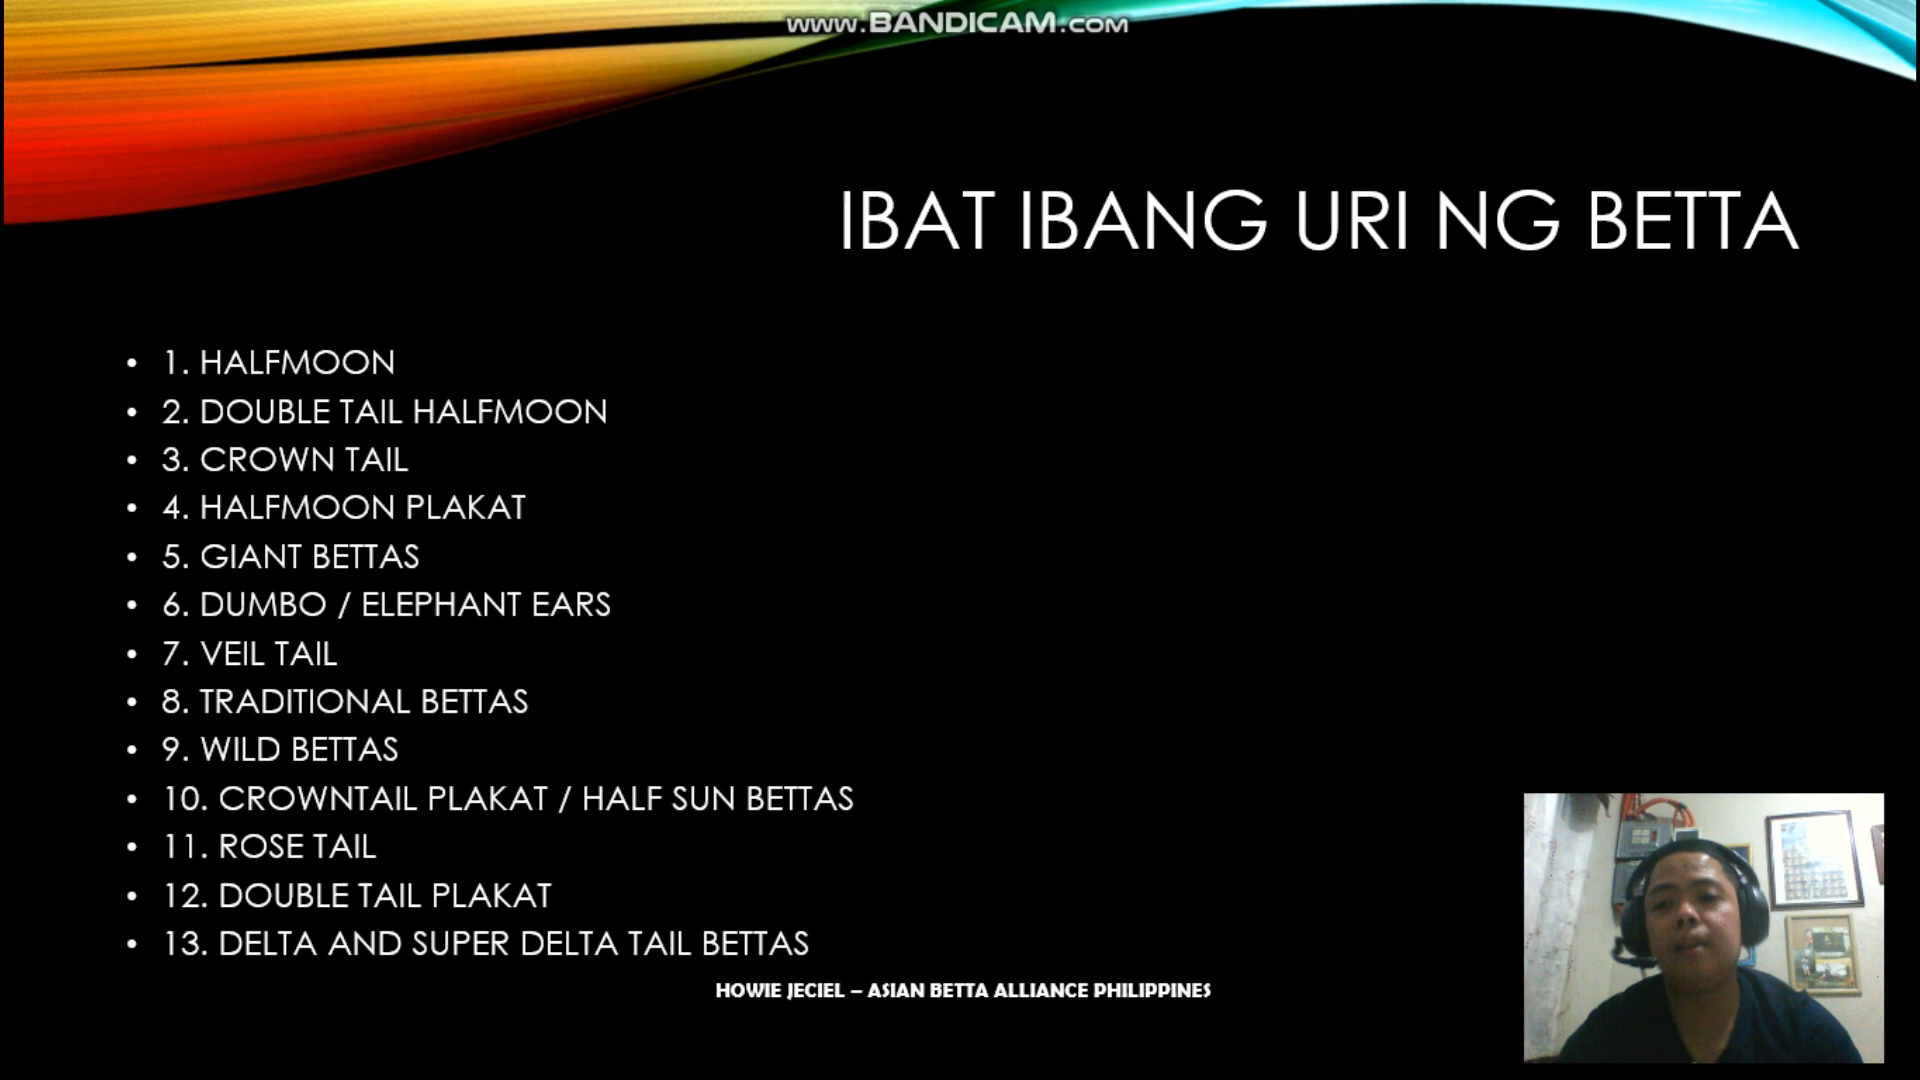 www.BANDICAM.com
IBAT IBANG URI NG BETTA
• 1. HALFMOON
• 2. DOUBLE TAIL HALFMOON
• 3. CROWN TAIL
• 4. HALFMOON PLAKAT
• 5. GIANT BETTAS
• 6. DUMBO / ELEPHANT EARS
• 7. VEIL TAIL
• 8. TRADITIONAL BETTAS
• 9. WILD BETTAS
• 10. CROWNTAIL PLAKAT / HALF SUN BETTAS
• 11. ROSE TAIL
• 12. DOUBLE TAIL PLAKAT
• 13. DELTA AND SUPER DELTA TAIL BETTAS
HOWIE JECIEL – ASIAN BETTA ALLIANCE PHILIPPINES